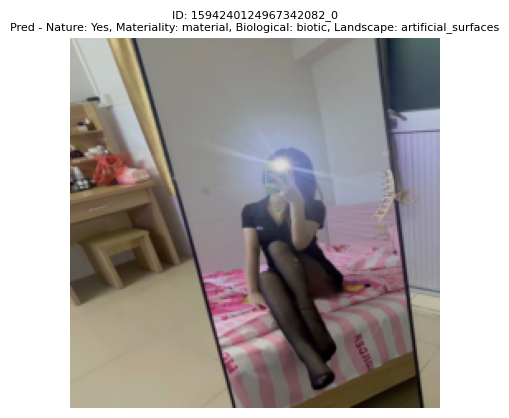 ID: 1594240124967342082_0
Pred - Nature: Yes, Materiality: material, Biological: biotic, Landscape: artificial_surfaces